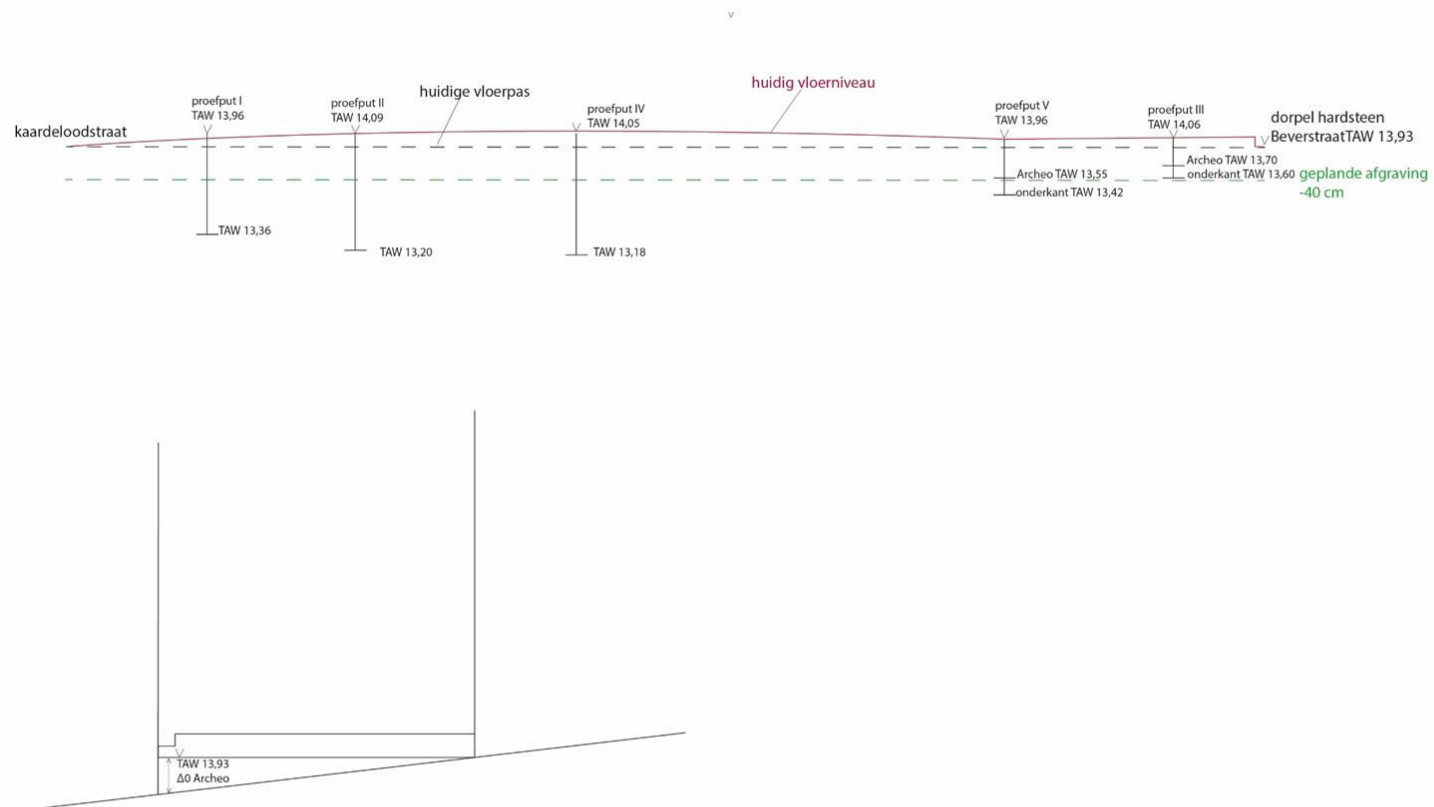 v
huidig vloerniveau
huidige vloerpas
proefput I
TAW 13,96
proefput II
TAW 14,09
proefput IV
TAW 14,05
proefput V
TAW 13,96
proefput III
TAW 14,06
dorpel hardsteen
BeverstraatTAW 13,93
kaardeloodstraat
Archeo TAW 13,70
onderkant TAW 13,60
Archeo TAW 13,55
onderkant TAW 13,42
geplande afgraving
-40 cm
TAW 13,36
TAW 13,20
TAW 13,18
TAW 13,93
Δ0 Archeo